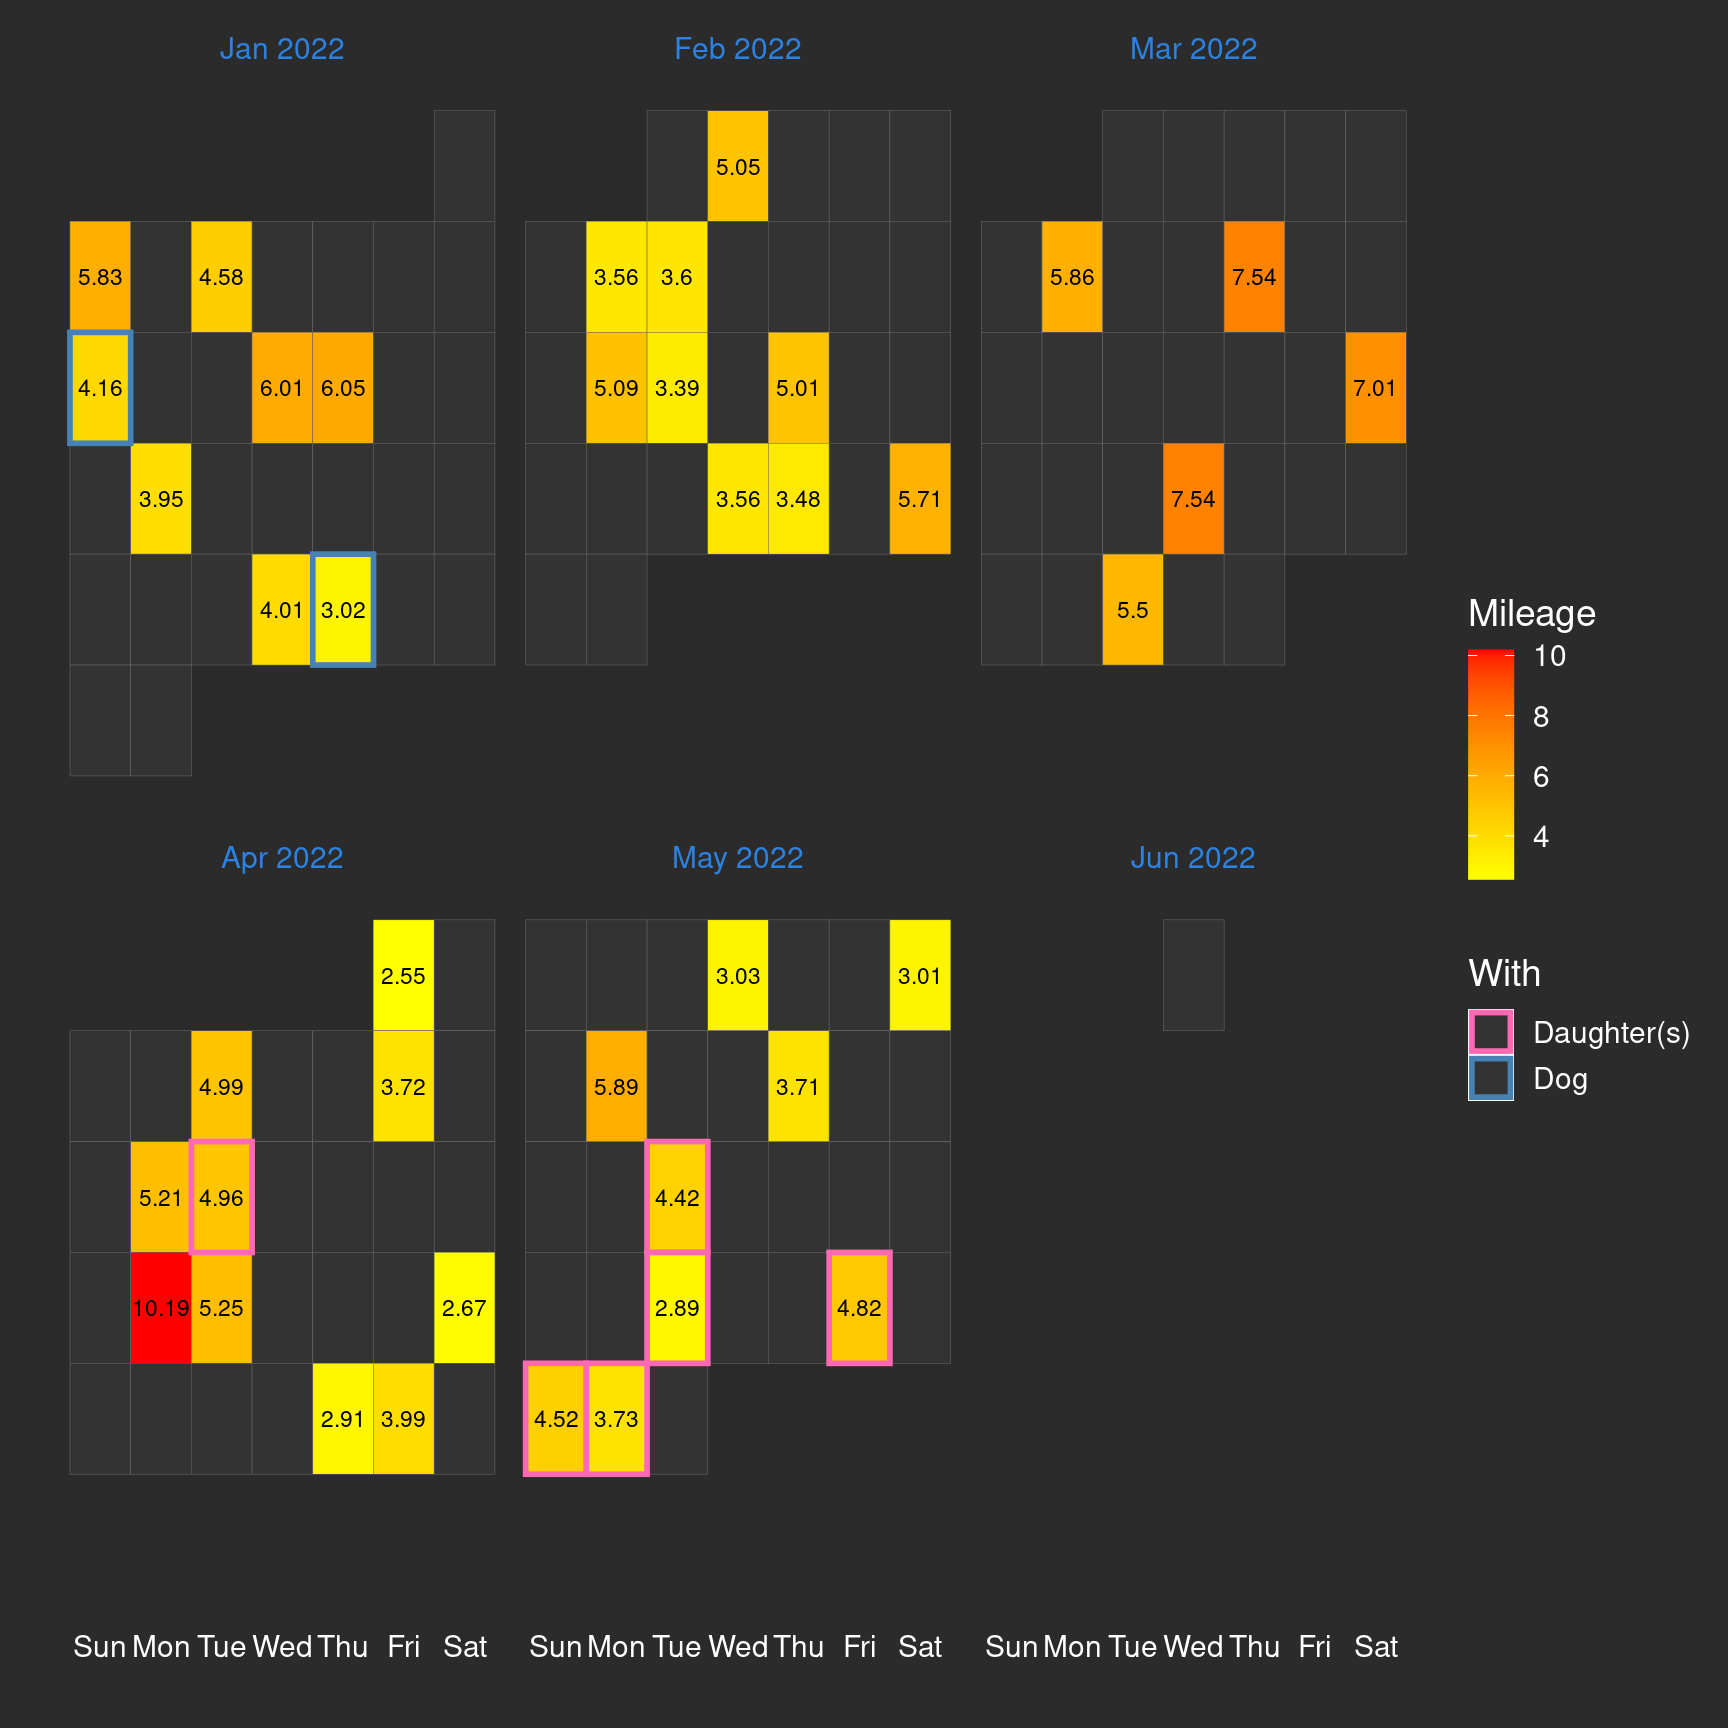 Jan 2022 Feb 2022 Mar 2022
5.05
5.83 4.58 3.56 3.6 5.86 7.54
4.16 6.01 6.05 5.09 3.39 5.01 7.01
3.95 3.56 3.48 5.71 7.54
4.01 3.02 5.5
Mileage
10
8
6
4
Apr 2022 May 2022 Jun 2022
2.55 3.03 3.01
4.99 3.72 5.89 3.71
5.21 4.96 4.42
10.19 5.25 2.67 2.89 4.82
2.91 3.99 4.52 3.73
With
Daughter(s)
Dog
Sun Mon Tue Wed Thu Fri Sat Sun Mon Tue Wed Thu Fri Sat Sun Mon Tue Wed Thu Fri Sat